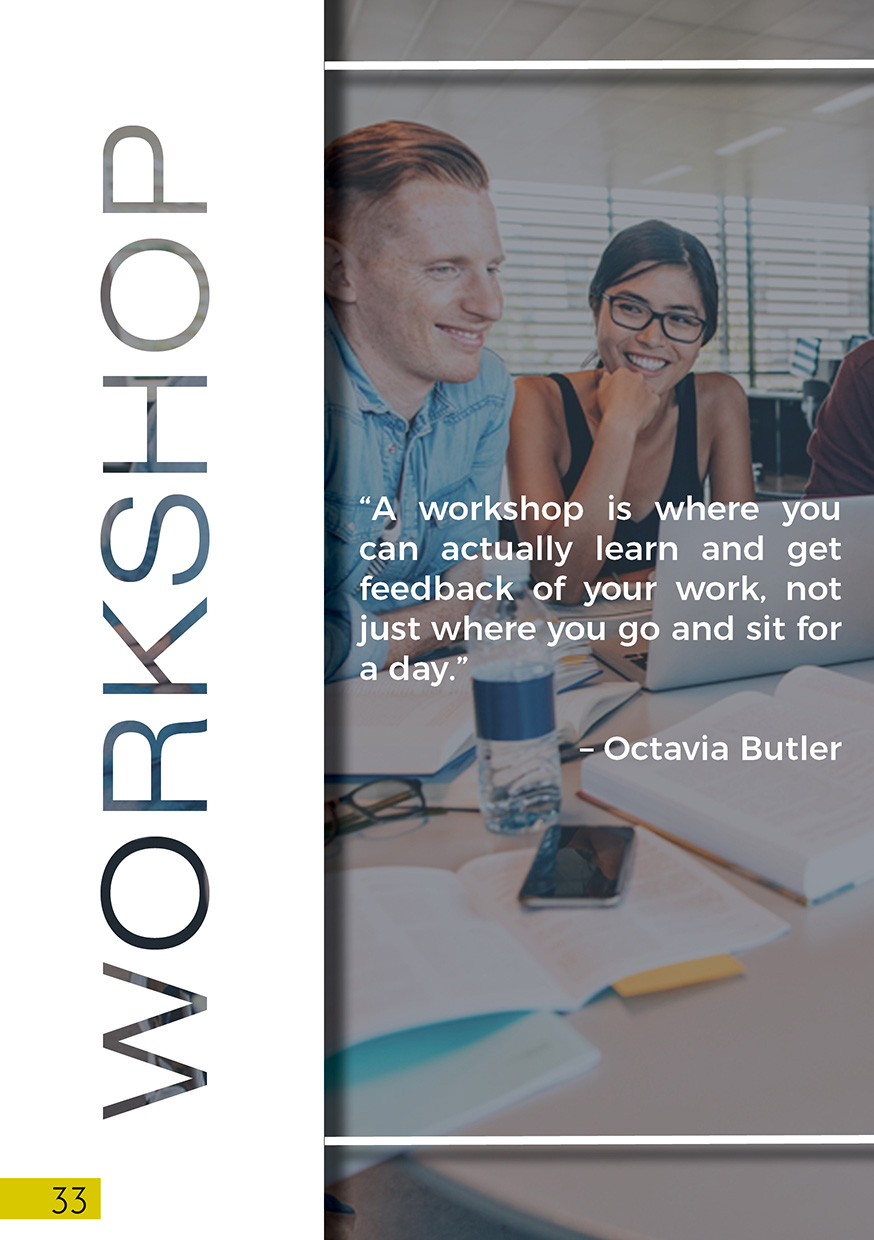 WORKSHOP
“A workshop is where you
can actually learn and get
feedback of your work, not
just where you go and sit for
a day.”
– Octavia Butler
33